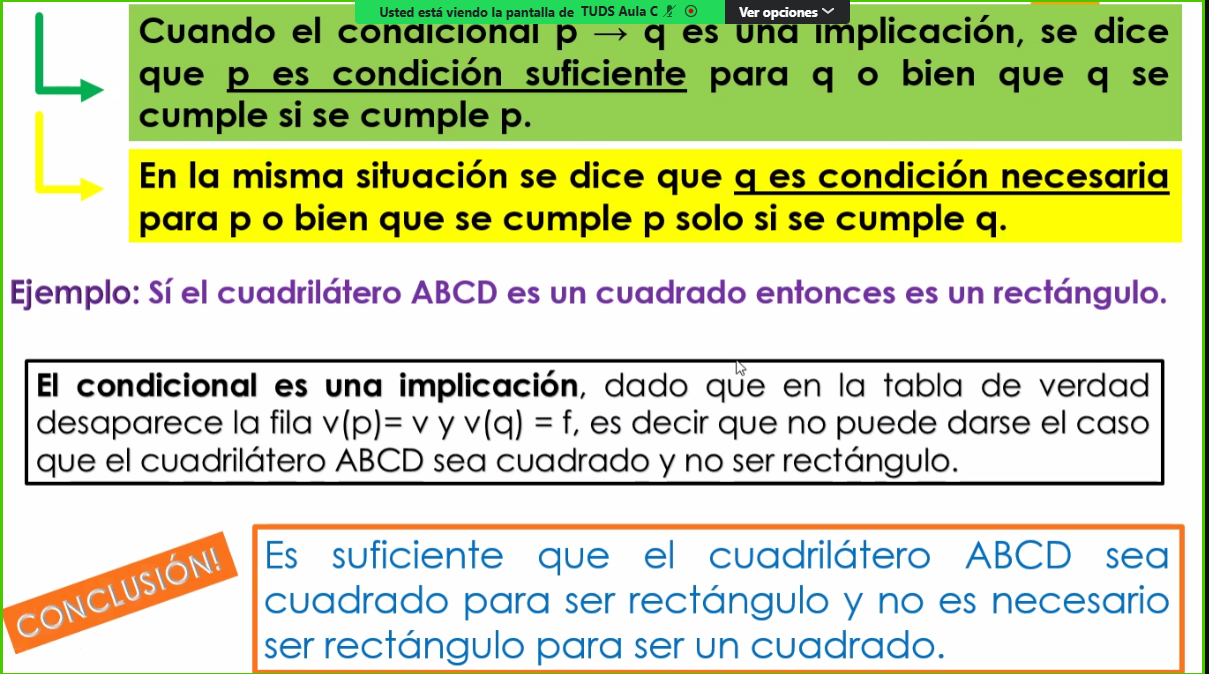 Usted está viendo la pantalla de TUDS Aula C
Ver opciones
Cuando el condicional p → q es una implicación, se dice
que p es condición suficiente para q o bien que q se
cumple si se cumple p.
En la misma situación se dice que q es condición necesaria
para p o bien que se cumple p solo si se cumple q.
Ejemplo: Sí el cuadrilátero ABCD es un cuadrado entonces es un rectángulo.
El condicional es una implicación, dado que en la tabla de verdad
desaparece la fila v(p)= v y v(q) = f, es decir que no puede darse el caso
que el cuadrilátero ABCD sea cuadrado y no ser rectángulo.
CONCLUSIÓN!
Es suficiente que el cuadrilátero ABCD sea
cuadrado para ser rectángulo y no es necesario
ser rectángulo para ser un cuadrado.